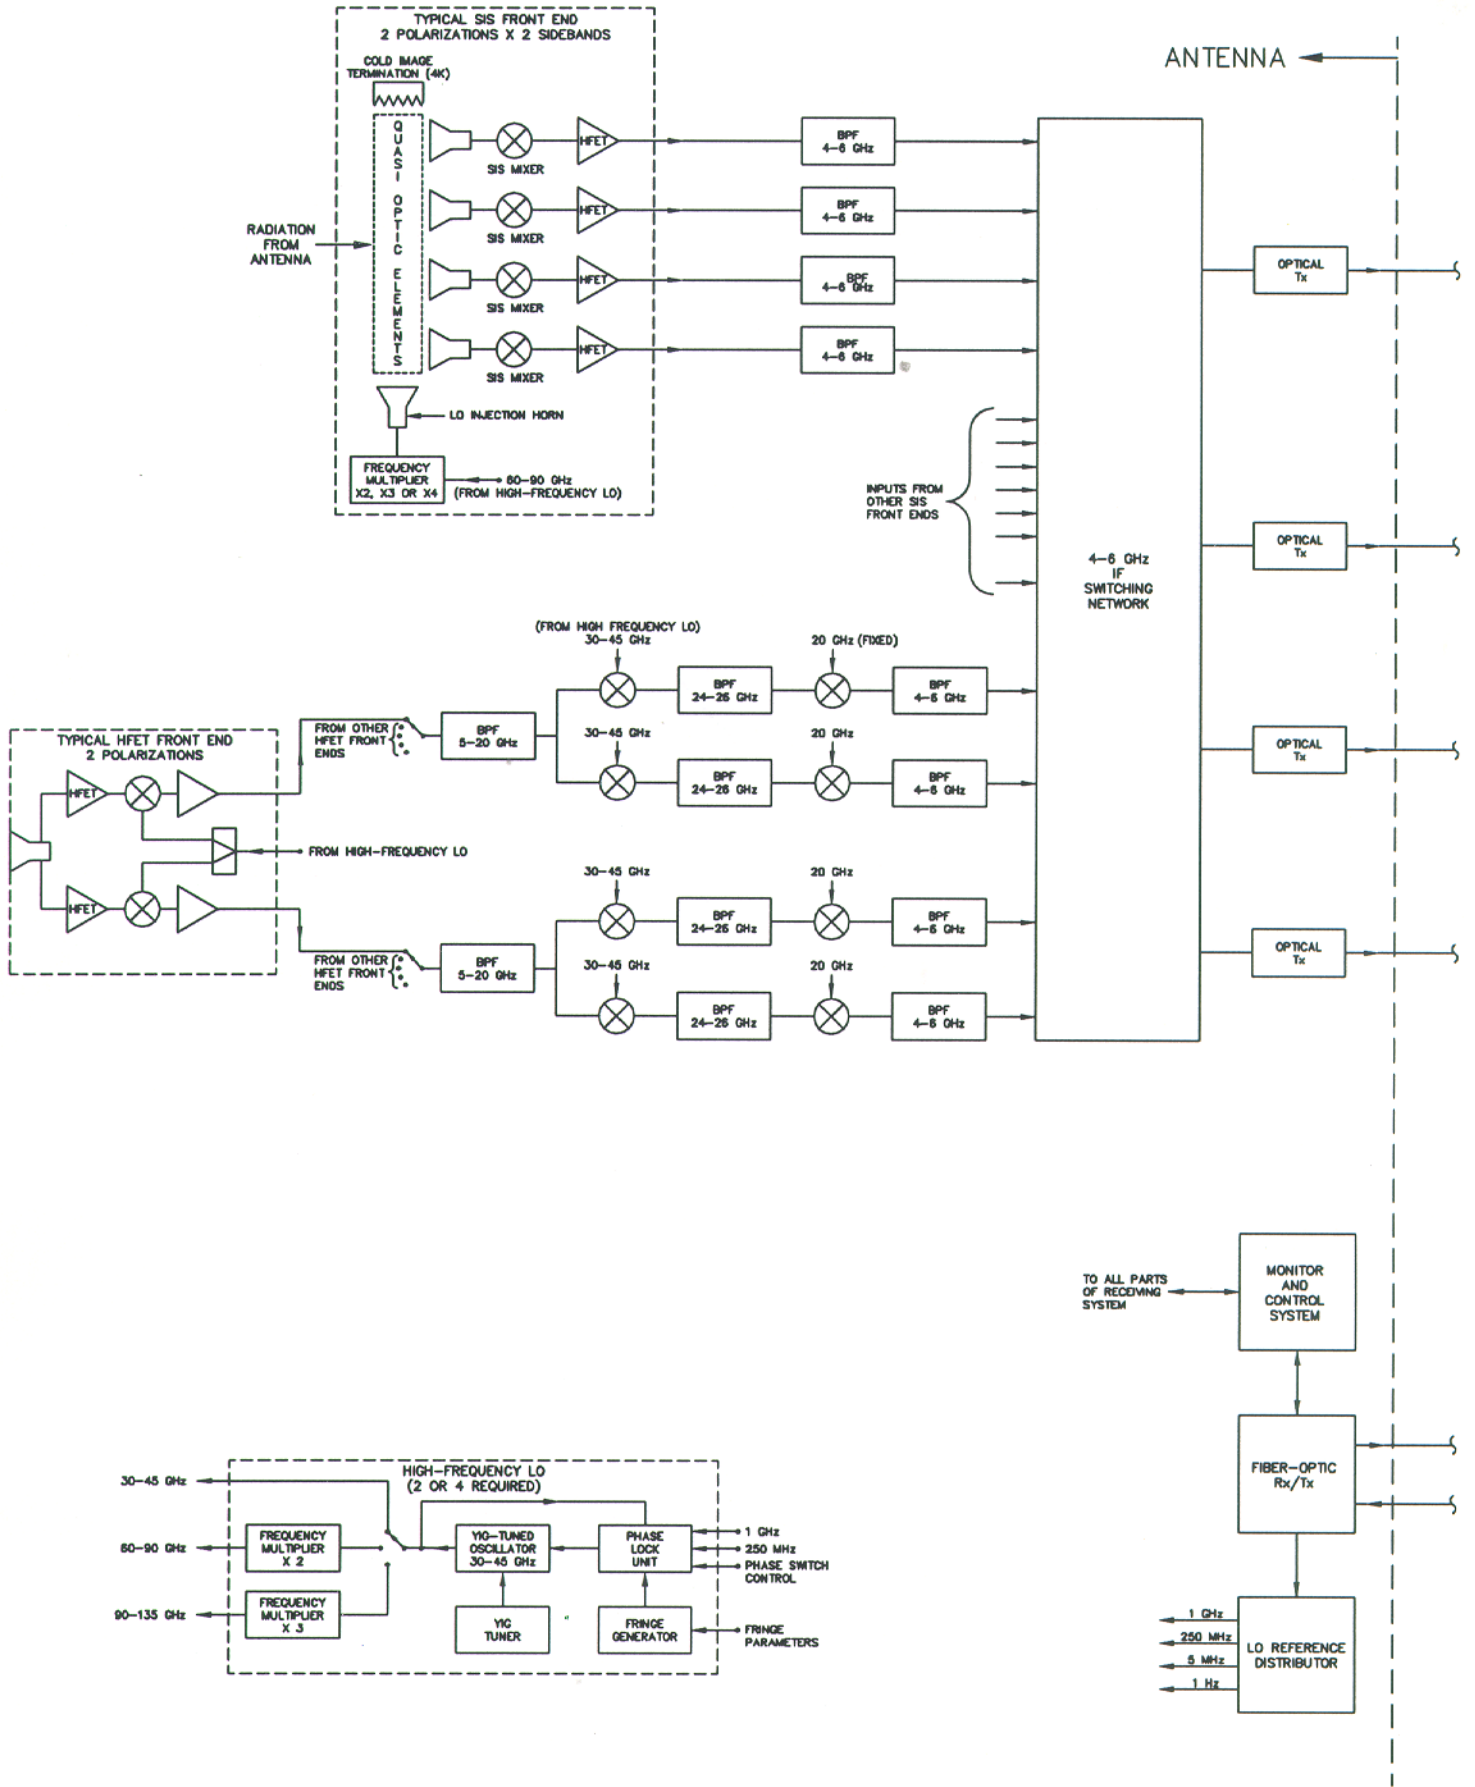 TYPICAL SIS FRONT END
2 POLARIZATIONS X 2 SIDEBANDS
COLD IMAGE
TERMINATION (4K)
QUASI OPTIC ELEMENTS
RADIATION
FROM
ANTENNA
HFET
SIS MIXER
BPF
4-6 GHz
HFET
SIS MIXER
BPF
4-6 GHz
HFET
SIS MIXER
BPF
4-6 GHz
HFET
SIS MIXER
BPF
4-6 GHz
LO INJECTION HORN
FREQUENCY
MULTIPLIER
X2, X3 OR X4
60-90 GHz
(FROM HIGH-FREQUENCY LO)
ANTENNA
INPUTS FROM
OTHER SIS
FRONT ENDS
4-6 GHz
IF
SWITCHING
NETWORK
OPTICAL
Tx
OPTICAL
Tx
OPTICAL
Tx
OPTICAL
Tx
TYPICAL HFET FRONT END
2 POLARIZATIONS
HFET
HFET
FROM HIGH-FREQUENCY LO
FROM OTHER
HFET FRONT
ENDS
BPF
5-20 GHz
(FROM HIGH FREQUENCY LO)
30-45 GHz
BPF
24-26 GHz
20 GHz (FIXED)
BPF
4-6 GHz
30-45 GHz
BPF
24-26 GHz
20 GHz
BPF
4-6 GHz
FROM OTHER
HFET FRONT
ENDS
BPF
5-20 GHz
30-45 GHz
BPF
24-26 GHz
20 GHz
BPF
4-6 GHz
30-45 GHz
BPF
24-26 GHz
20 GHz
BPF
4-6 GHz
TO ALL PARTS
OF RECEIVING
SYSTEM
MONITOR
AND
CONTROL
SYSTEM
FIBER-OPTIC
Rx/Tx
LO REFERENCE
DISTRIBUTOR
1 GHz
250 MHz
5 MHz
1 Hz
HIGH-FREQUENCY LO
(2 OR 4 REQUIRED)
30-45 GHz
60-90 GHz
90-135 GHz
FREQUENCY
MULTIPLIER
X 2
FREQUENCY
MULTIPLIER
X 3
YIG-TUNED
OSCILLATOR
30-45 GHz
YIG
TUNER
PHASE
LOCK
UNIT
FRINGE
GENERATOR
1 GHz
250 MHz
PHASE SWITCH
CONTROL
FRINGE
PARAMETERS